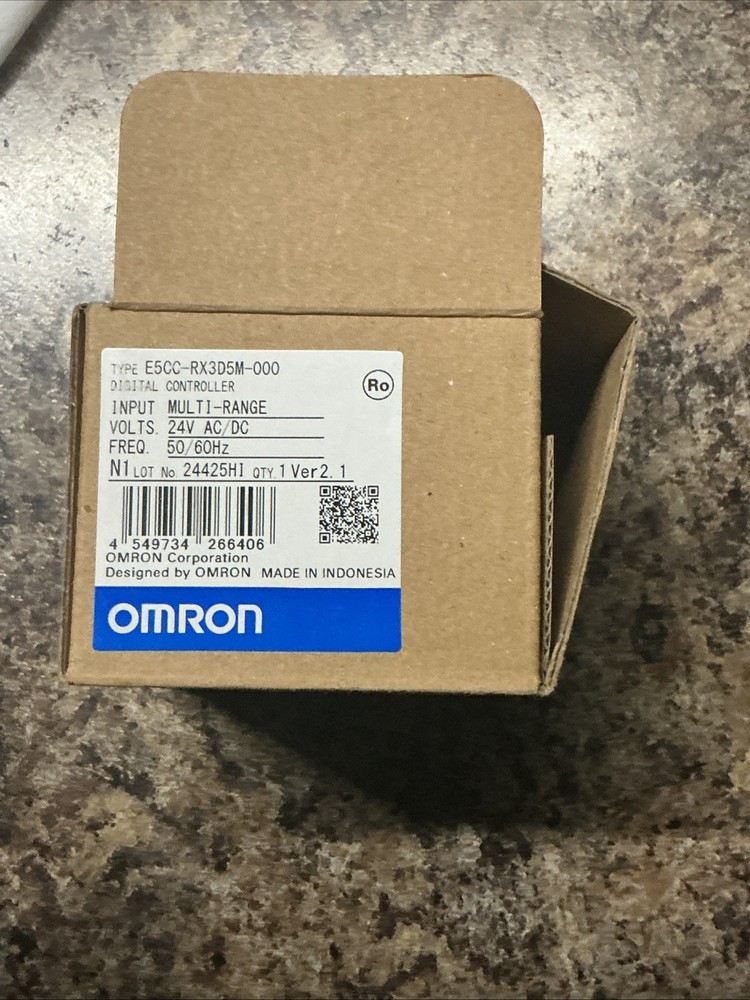 TYPE E5CC-RX3D5M-000
DIGITAL CONTROLLER
Ro
INPUT MULTI-RANGE
VOLTS. 24V AC/DC
FREQ. 50/60Hz
N1 LOT No. 24425HI QTY.1 Ver2.1
4 549734 266406
OMRON Corporation
Designed by OMRON MADE IN INDONESIA
OMRON